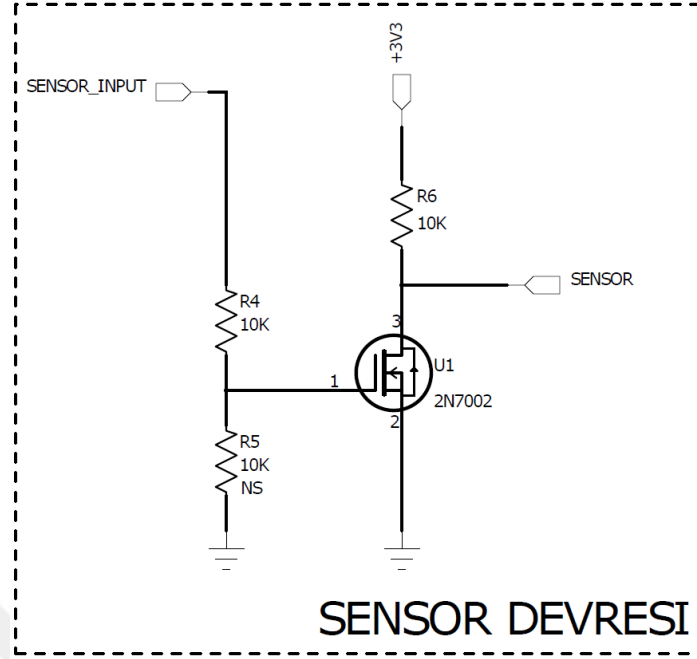 +3V3
SENSOR_INPUT
R6
10K
SENSOR
R4
10K
3
U1
1
2N7002
2
R5
10K
NS
SENSOR DEVRESI